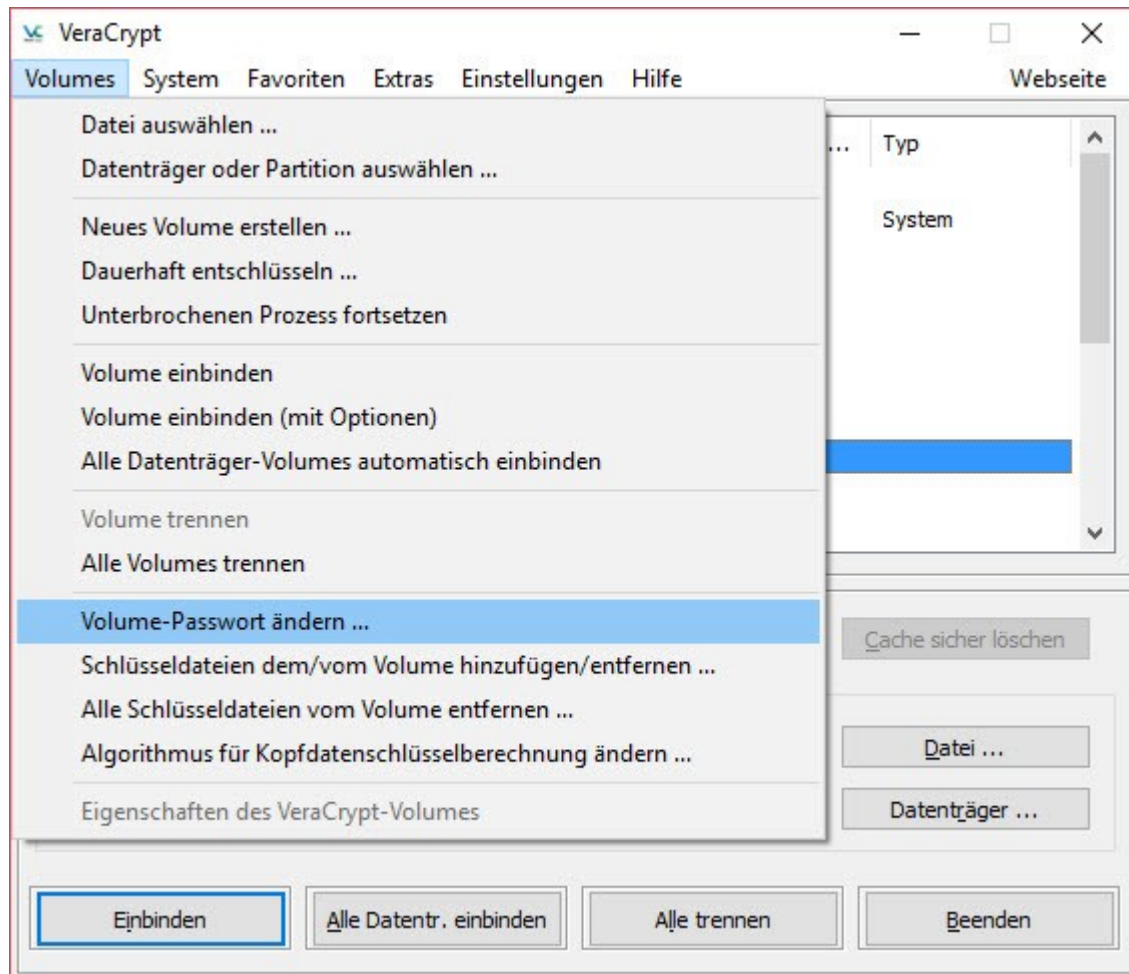 VeraCrypt
Volumes System Favoriten Extras Einstellungen Hilfe Webseite
Datei auswählen ...
Datenträger oder Partition auswählen ...
Neues Volume erstellen ...
Dauerhaft entschlüsseln ...
Unterbrochenen Prozess fortsetzen
Volume einbinden
Volume einbinden (mit Optionen)
Alle Datenträger-Volumes automatisch einbinden
Volume trennen
Alle Volumes trennen
Volume-Passwort ändern ...
Schlüsseldateien dem/vom Volume hinzufügen/entfernen ...
Alle Schlüsseldateien vom Volume entfernen ...
Algorithmus für Kopfdatenschlüsselberechnung ändern ...
Eigenschaften des VeraCrypt-Volumes
... Typ
System
Cache sicher löschen
Datei ...
Datenträger ...
Einbinden Alle Datentr. einbinden Alle trennen Beenden